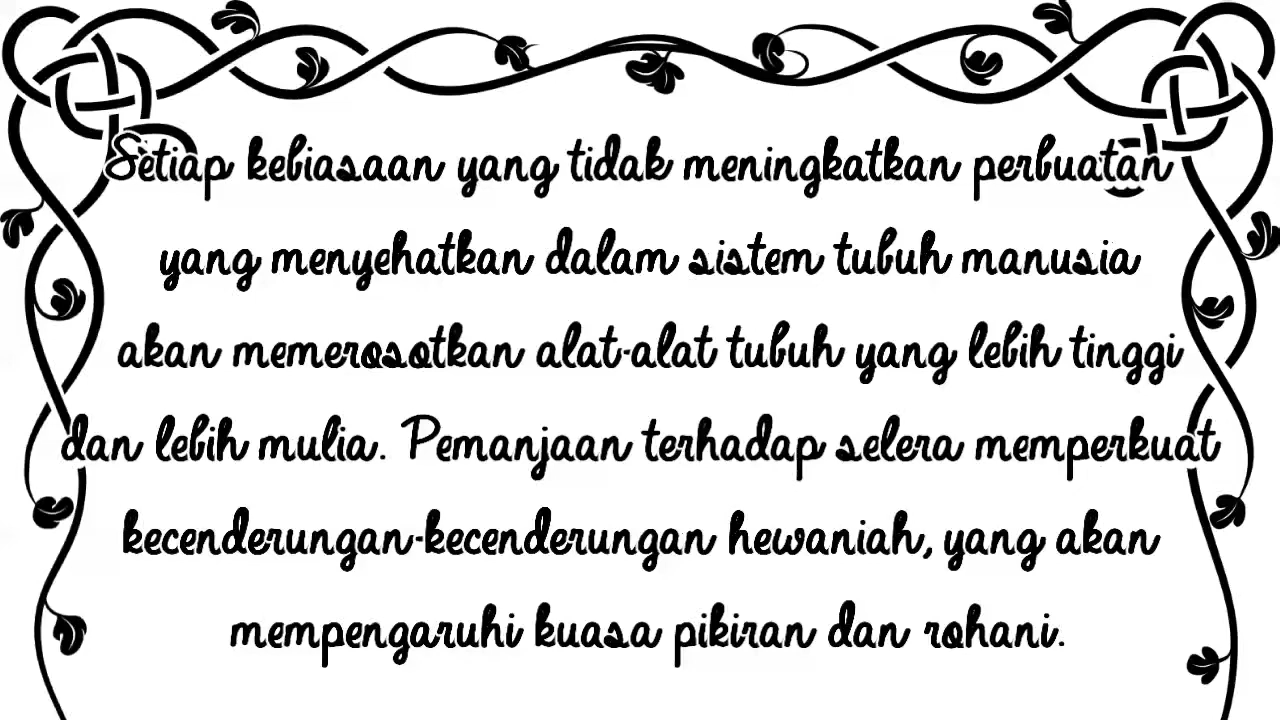 Setiap kebiasaan yang tidak meningkatkan perbuatan
yang menyehatkan dalam sistem tubuh manusia
akan memerosotkan alat-alat tubuh yang lebih tinggi
dan lebih mulia. Pemanjaan terhadap selera memperkuat
kecenderungan-kecenderungan hewaniah, yang akan
mempengaruhi kuasa pikiran dan rohani.